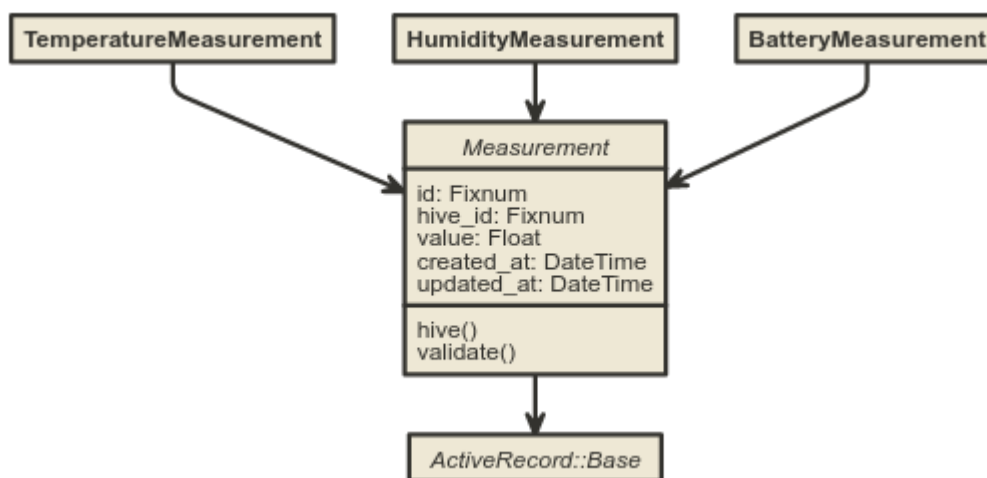 TemperatureMeasurement
HumidityMeasurement
BatteryMeasurement
Measurement
id: Fixnum
hive_id: Fixnum
value: Float
created_at: DateTime
updated_at: DateTime
hive()
validate()
ActiveRecord::Base